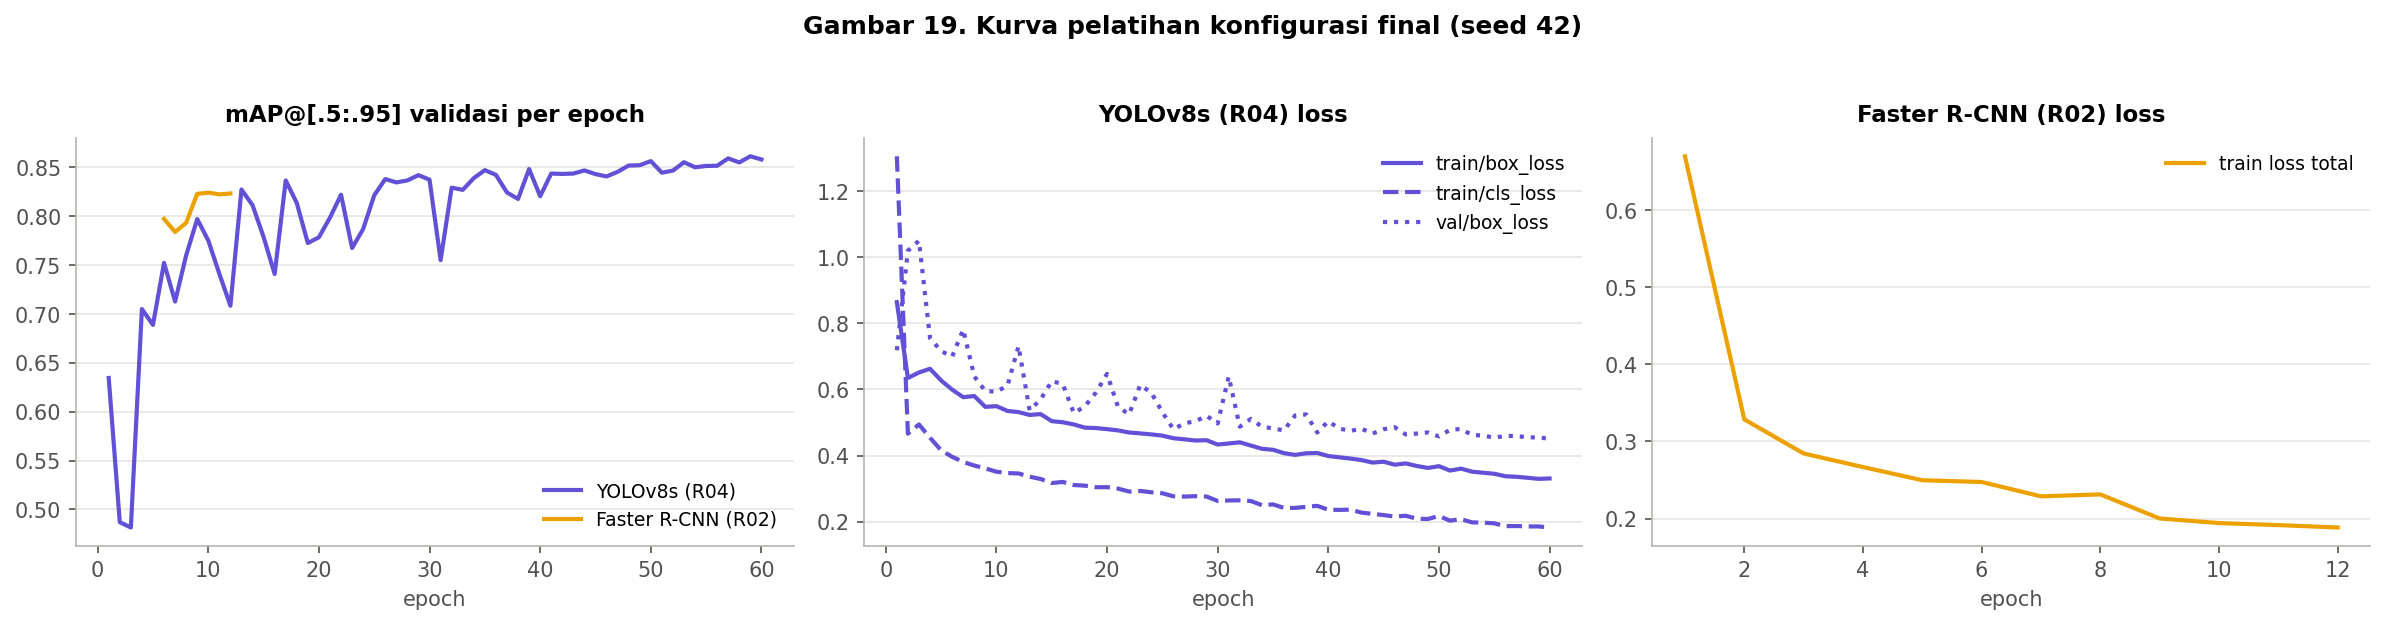 Gambar 19. Kurva pelatihan konfigurasi final (seed 42)
mAP@[.5:.95] validasi per epoch
0.85
0.80
0.75
0.70
0.65
0.60
0.55
0.50
YOLOv8s (R04)
Faster R-CNN (R02)
0 10 20 30 40 50 60
epoch
YOLOv8s (R04) loss
train/box_loss
train/cls_loss
val/box_loss
1.2
1.0
0.8
0.6
0.4
0.2
0 10 20 30 40 50 60
epoch
Faster R-CNN (R02) loss
train loss total
0.6
0.5
0.4
0.3
0.2
2 4 6 8 10 12
epoch